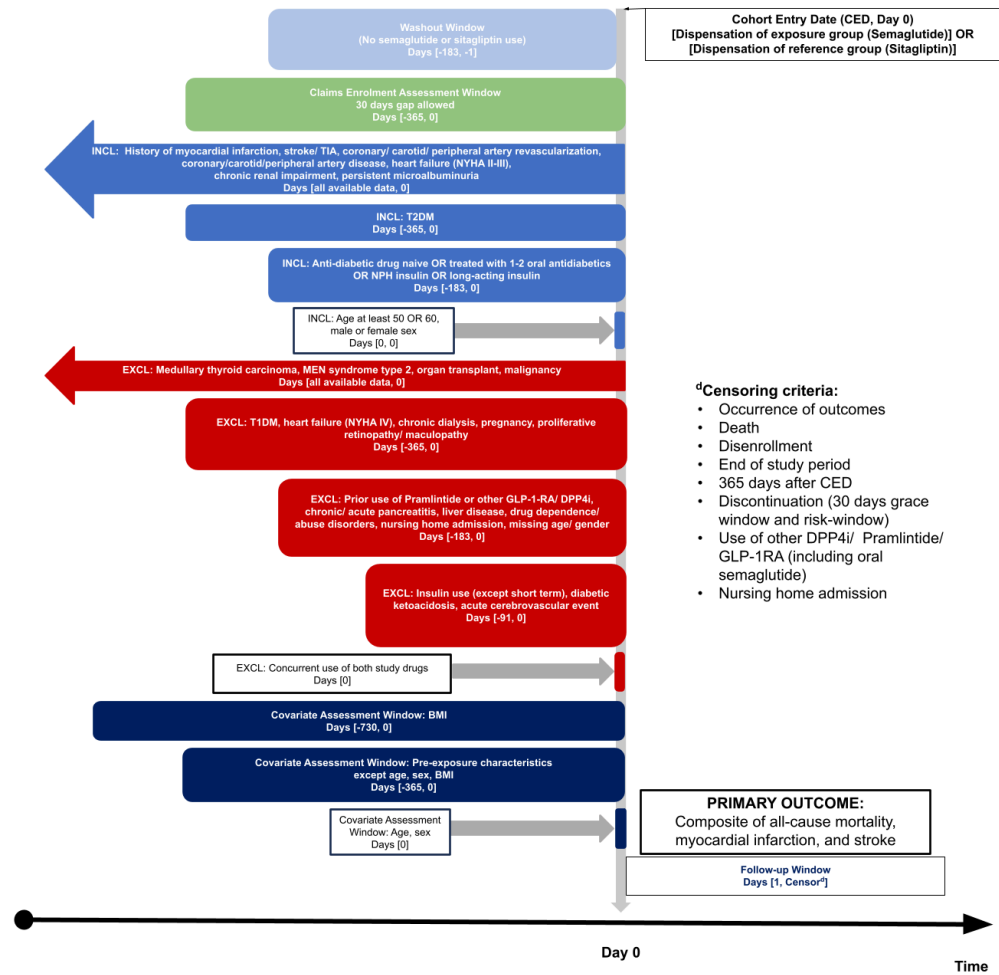 Washout Window
(No semaglutide or sitagliptin use)
Days [-183, -1]
Cohort Entry Date (CED, Day 0)
[Dispensation of exposure group (Semaglutide)] OR
[Dispensation of reference group (Sitagliptin)]
Claims Enrolment Assessment Window
30 days gap allowed
Days [-365, 0]
INCL: History of myocardial infarction, stroke/ TIA, coronary/ carotid/ peripheral artery revascularization,
coronary/carotid/peripheral artery disease, heart failure (NYHA II-III),
chronic renal impairment, persistent microalbuminuria
Days [all available data, 0]
INCL: T2DM
Days [-365, 0]
INCL: Anti-diabetic drug naive OR treated with 1-2 oral antidiabetics
OR NPH insulin OR long-acting insulin
Days [-183, 0]
INCL: Age at least 50 OR 60,
male or female sex
Days [0, 0]
EXCL: Medullary thyroid carcinoma, MEN syndrome type 2, organ transplant, malignancy
Days [all available data, 0]
EXCL: T1DM, heart failure (NYHA IV), chronic dialysis, pregnancy, proliferative
retinopathy/ maculopathy
Days [-365, 0]
EXCL: Prior use of Pramlintide or other GLP-1-RA/ DPP4i,
chronic/ acute pancreatitis, liver disease, drug dependence/
abuse disorders, nursing home admission, missing age/ gender
Days [-183, 0]
EXCL: Insulin use (except short term), diabetic
ketoacidosis, acute cerebrovascular event
Days [-91, 0]
EXCL: Concurrent use of both study drugs
Days [0]
Covariate Assessment Window: BMI
Days [-730, 0]
Covariate Assessment Window: Pre-exposure characteristics
except age, sex, BMI
Days [-365, 0]
Covariate Assessment
Window: Age, sex
Days [0]
dCensoring criteria:
• Occurrence of outcomes
• Death
• Disenrollment
• End of study period
• 365 days after CED
• Discontinuation (30 days grace
window and risk-window)
• Use of other DPP4i/ Pramlintide/
GLP-1RA (including oral
semaglutide)
• Nursing home admission
PRIMARY OUTCOME:
Composite of all-cause mortality,
myocardial infarction, and stroke
Follow-up Window
Days [1, Censord]
Day 0
Time